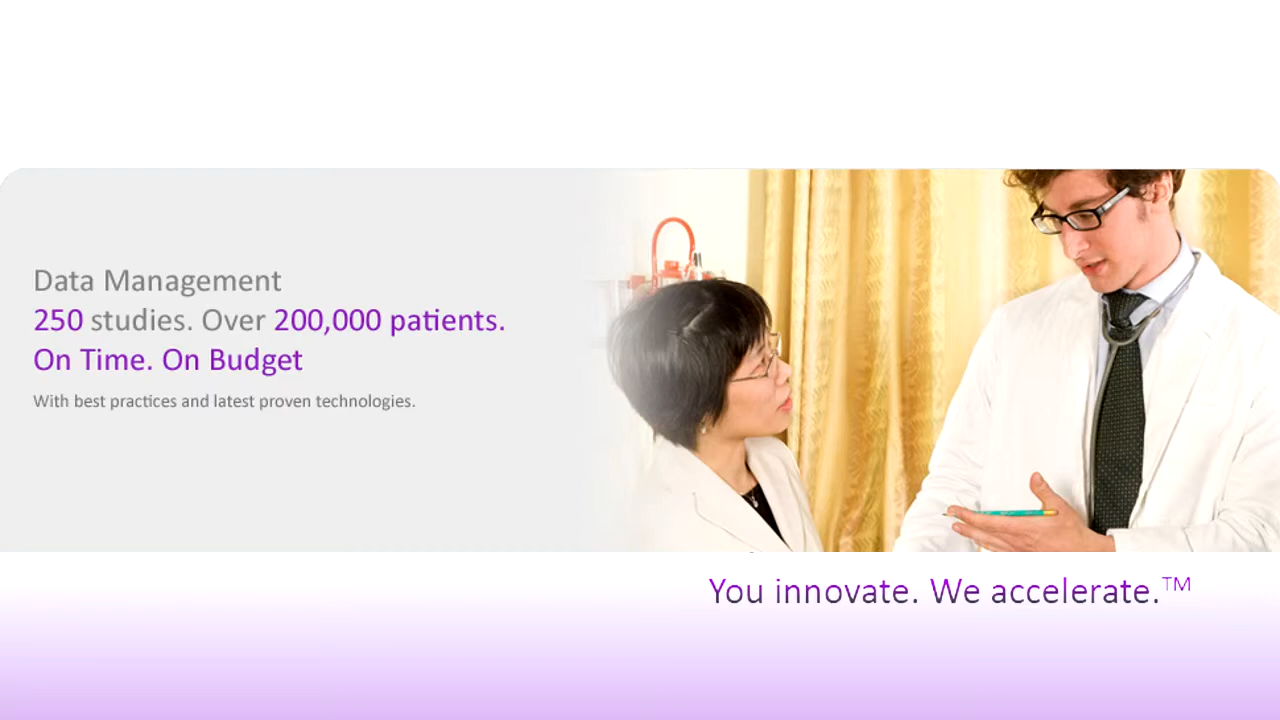 Data Management
250 studies. Over 200,000 patients.
On Time. On Budget
With best practices and latest proven technologies.
You innovate. We accelerate.™